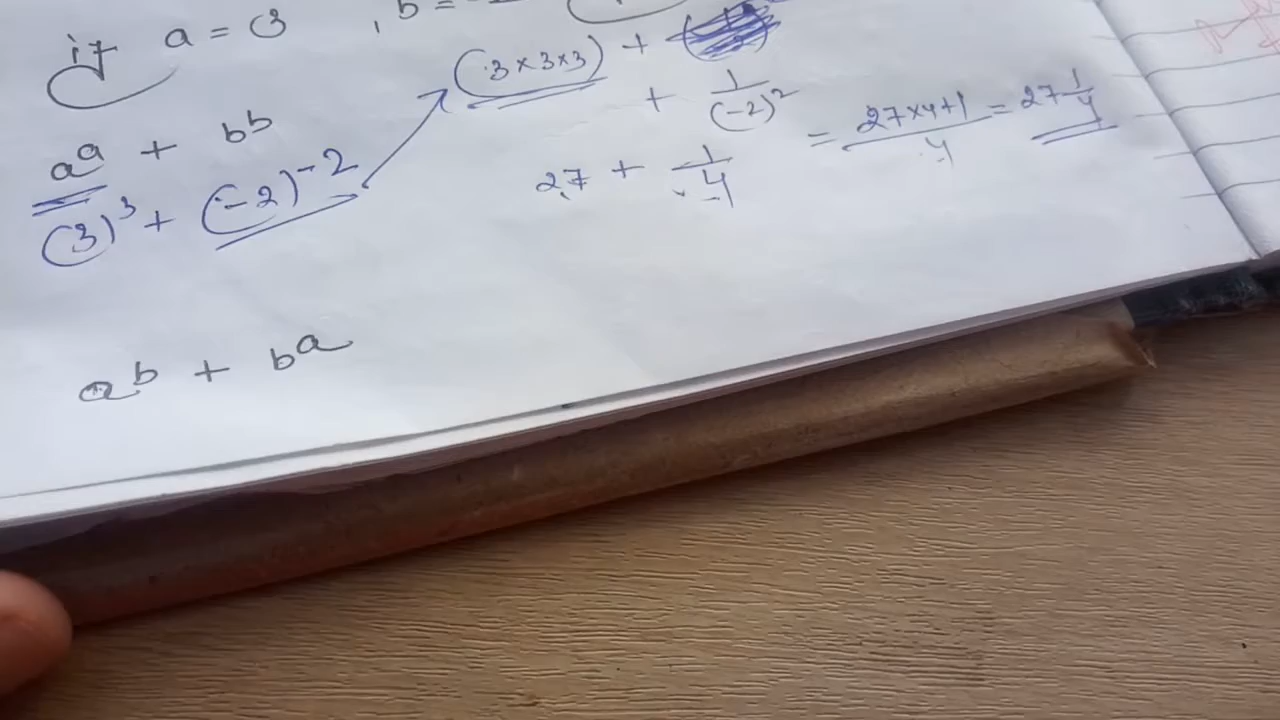 if a = 3 , b =
a^a + b^b
(3)^3 + (-2)^-2
(3×3×3) +
+ 1/(-2)^2
27 + 1/4 = (27×4+1)/4 = 27 1/4
a^b + b^a